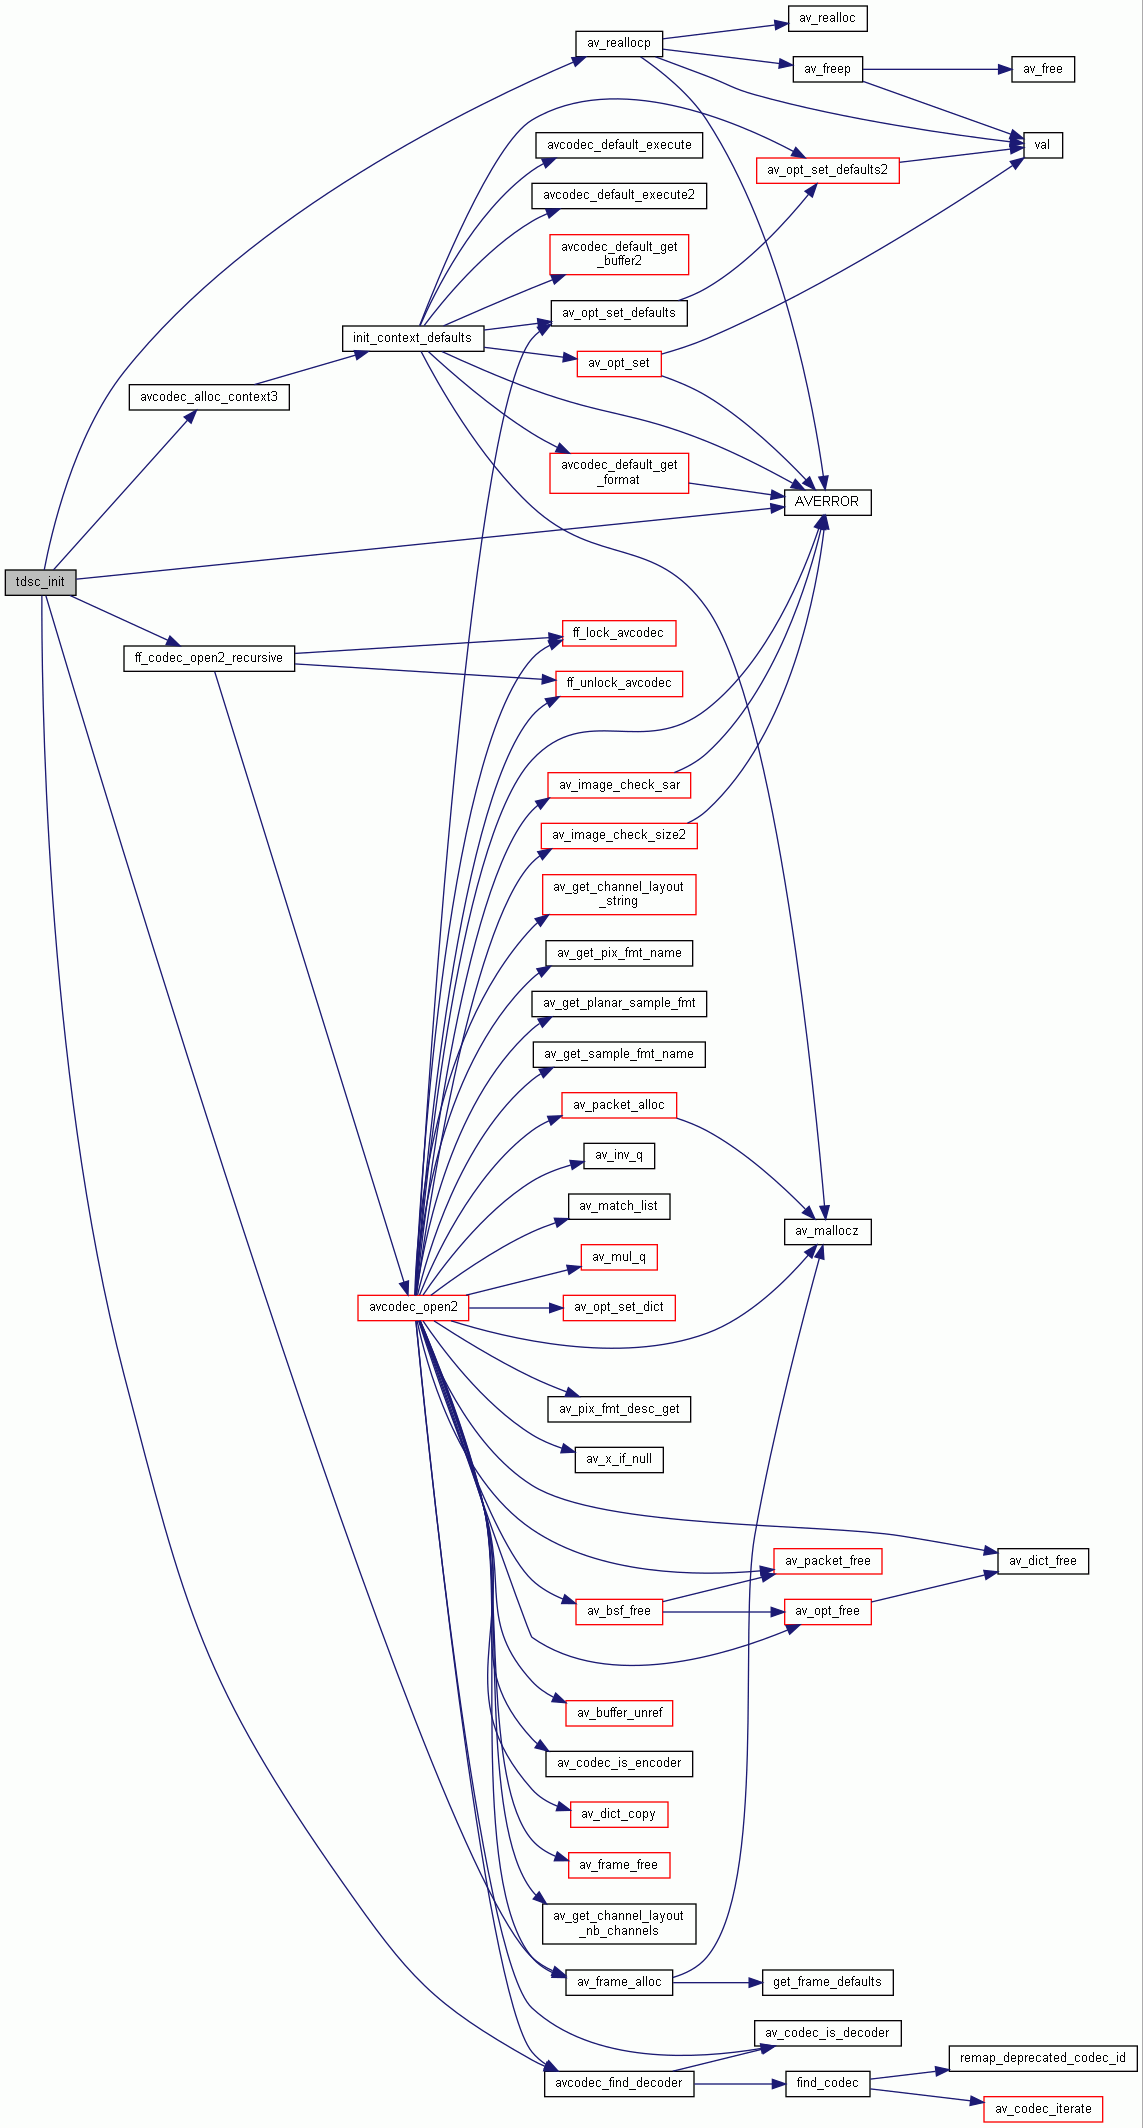 av_realloc
av_reallocp
av_freep
av_free
avcodec_default_execute
val
av_opt_set_defaults2
avcodec_default_execute2
avcodec_default_get
_buffer2
av_opt_set_defaults
init_context_defaults
av_opt_set
avcodec_alloc_context3
avcodec_default_get
_format
AVERROR
tdsc_init
ff_lock_avcodec
ff_codec_open2_recursive
ff_unlock_avcodec
av_image_check_sar
av_image_check_size2
av_get_channel_layout
_string
av_get_pix_fmt_name
av_get_planar_sample_fmt
av_get_sample_fmt_name
av_packet_alloc
av_inv_q
av_match_list
av_mallocz
av_mul_q
avcodec_open2
av_opt_set_dict
av_pix_fmt_desc_get
av_x_if_null
av_packet_free
av_dict_free
av_bsf_free
av_opt_free
av_buffer_unref
av_codec_is_encoder
av_dict_copy
av_frame_free
av_get_channel_layout
_nb_channels
av_frame_alloc
get_frame_defaults
av_codec_is_decoder
remap_deprecated_codec_id
avcodec_find_decoder
find_codec
av_codec_iterate